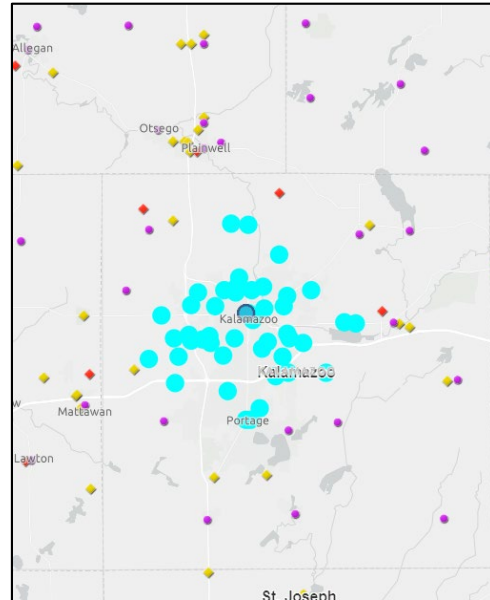 Allegan
Otsego
Plainwell
Kalamazoo
Kalamazoo
Mattawan
w
Portage
Lawton
St. Joseph